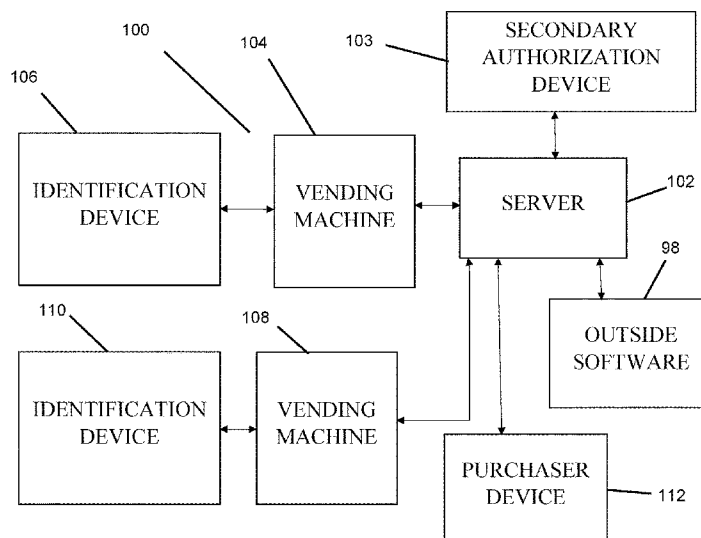 103
SECONDARY
AUTHORIZATION
DEVICE
104
100
106
IDENTIFICATION
DEVICE
VENDING
MACHINE
SERVER
102
98
OUTSIDE
SOFTWARE
110
108
IDENTIFICATION
DEVICE
VENDING
MACHINE
PURCHASER
DEVICE
112